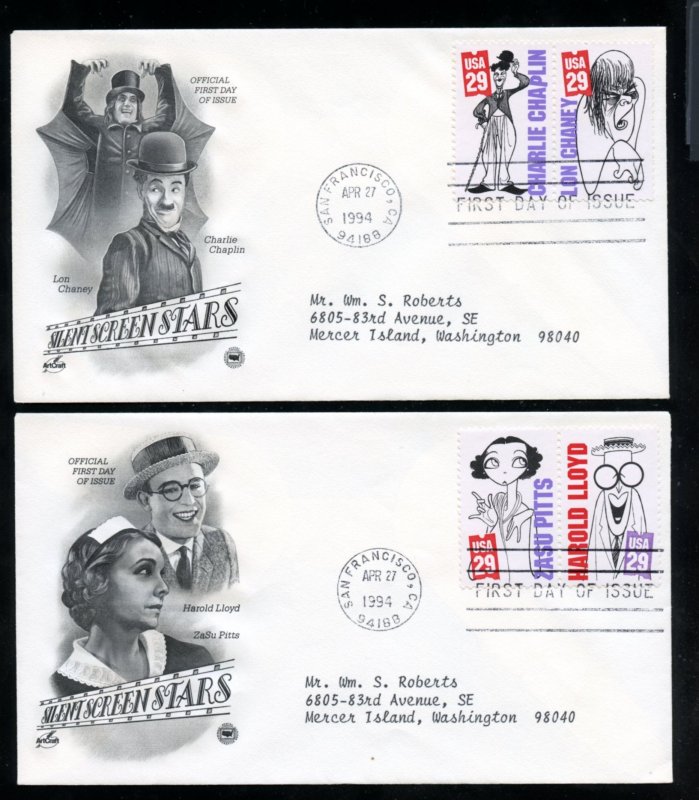 OFFICIAL
FIRST DAY
OF ISSUE
Charlie
Chaplin
Lon
Chaney
SILENT SCREEN STARS
ArtCraft
SAN FRANCISCO, CA
APR 27
1994
94188
USA
29
CHARLIE CHAPLIN
USA
29
LON CHANEY
FIRST DAY OF ISSUE
Mr. Wm. S. Roberts
6805-83rd Avenue, SE
Mercer Island, Washington 98040
OFFICIAL
FIRST DAY
OF ISSUE
Harold Lloyd
ZaSu Pitts
SILENT SCREEN STARS
ArtCraft
SAN FRANCISCO, CA
APR 27
1994
94188
USA
29
ZASU PITTS
HAROLD LLOYD
USA
29
FIRST DAY OF ISSUE
Mr. Wm. S. Roberts
6805-83rd Avenue, SE
Mercer Island, Washington 98040